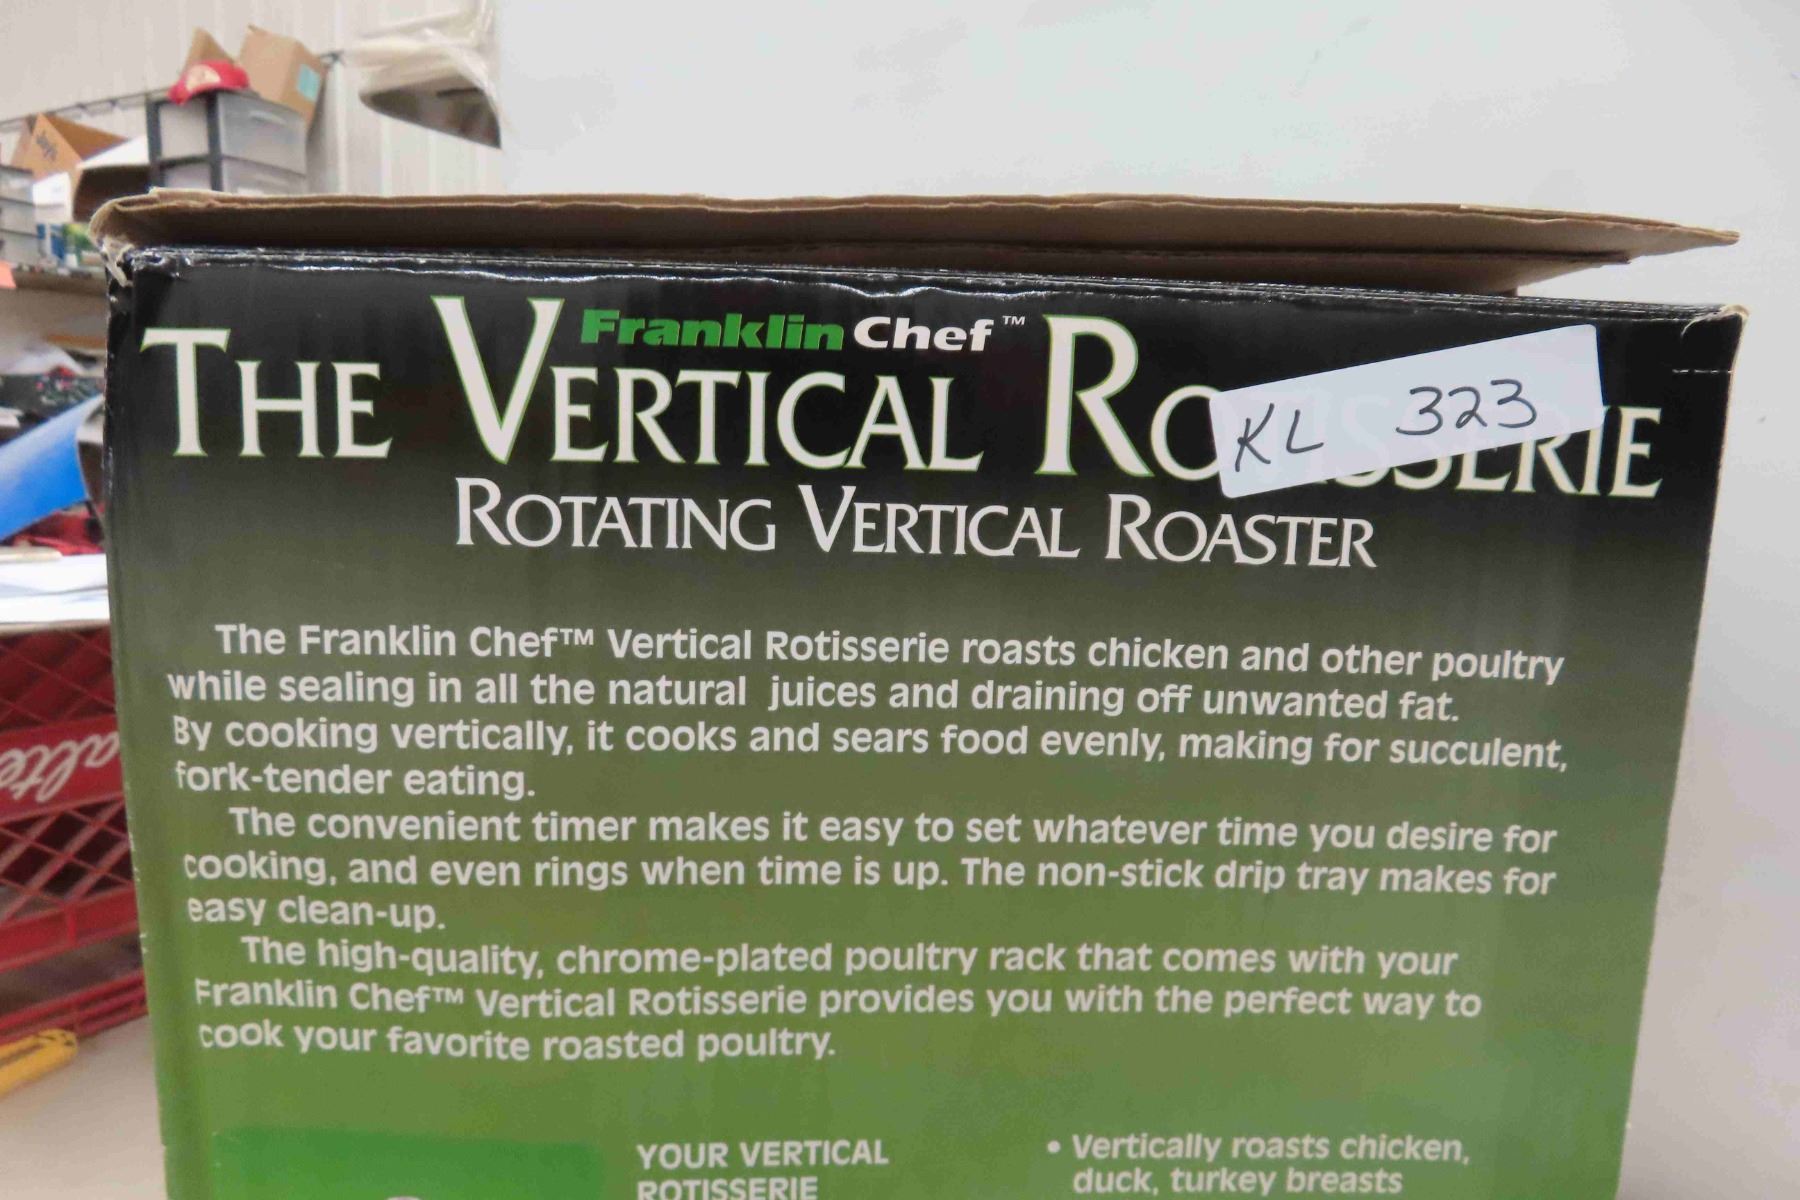 Franklin Chef™
THE VERTICAL ROTISSERIE
KL 323
ROTATING VERTICAL ROASTER
The Franklin Chef™ Vertical Rotisserie roasts chicken and other poultry
while sealing in all the natural juices and draining off unwanted fat.
By cooking vertically, it cooks and sears food evenly, making for succulent,
fork-tender eating.
The convenient timer makes it easy to set whatever time you desire for
cooking, and even rings when time is up. The non-stick drip tray makes for
easy clean-up.
The high-quality, chrome-plated poultry rack that comes with your
Franklin Chef™ Vertical Rotisserie provides you with the perfect way to
cook your favorite roasted poultry.
YOUR VERTICAL
ROTISSERIE
• Vertically roasts chicken,
duck, turkey breasts